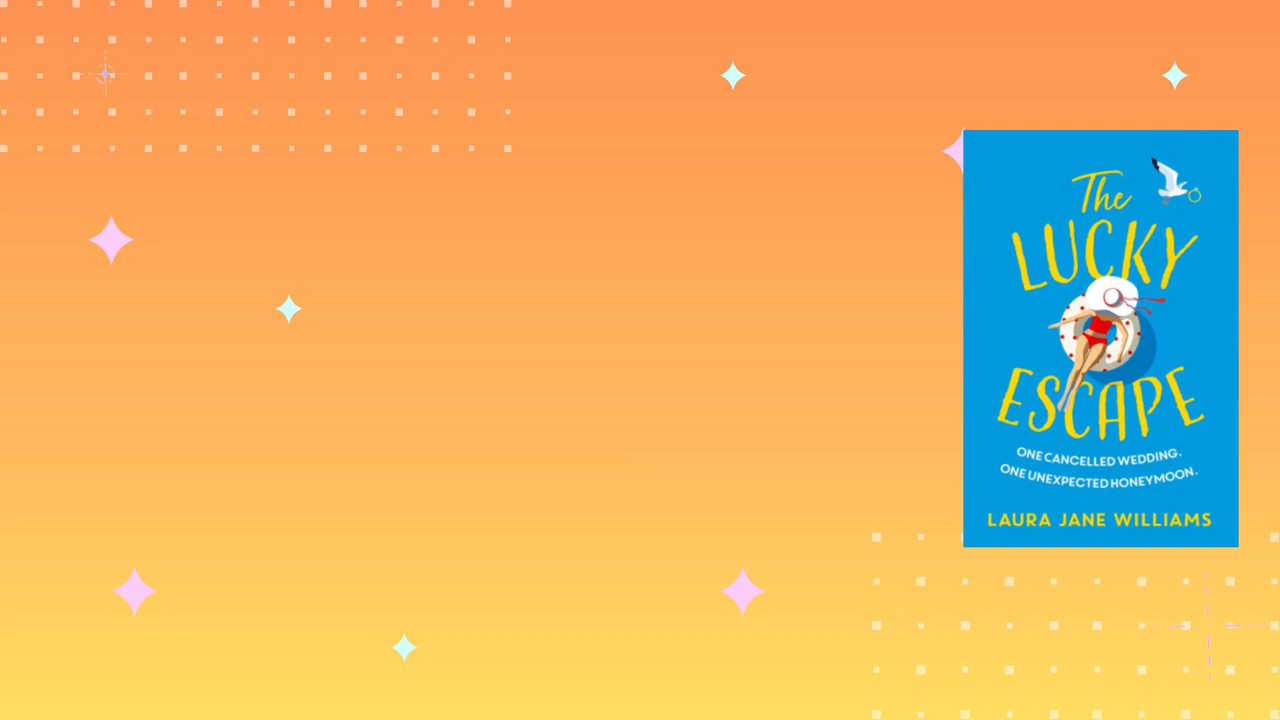 The
LUCKY
ESCAPE
ONE CANCELLED WEDDING.
ONE UNEXPECTED HONEYMOON.
LAURA JANE WILLIAMS